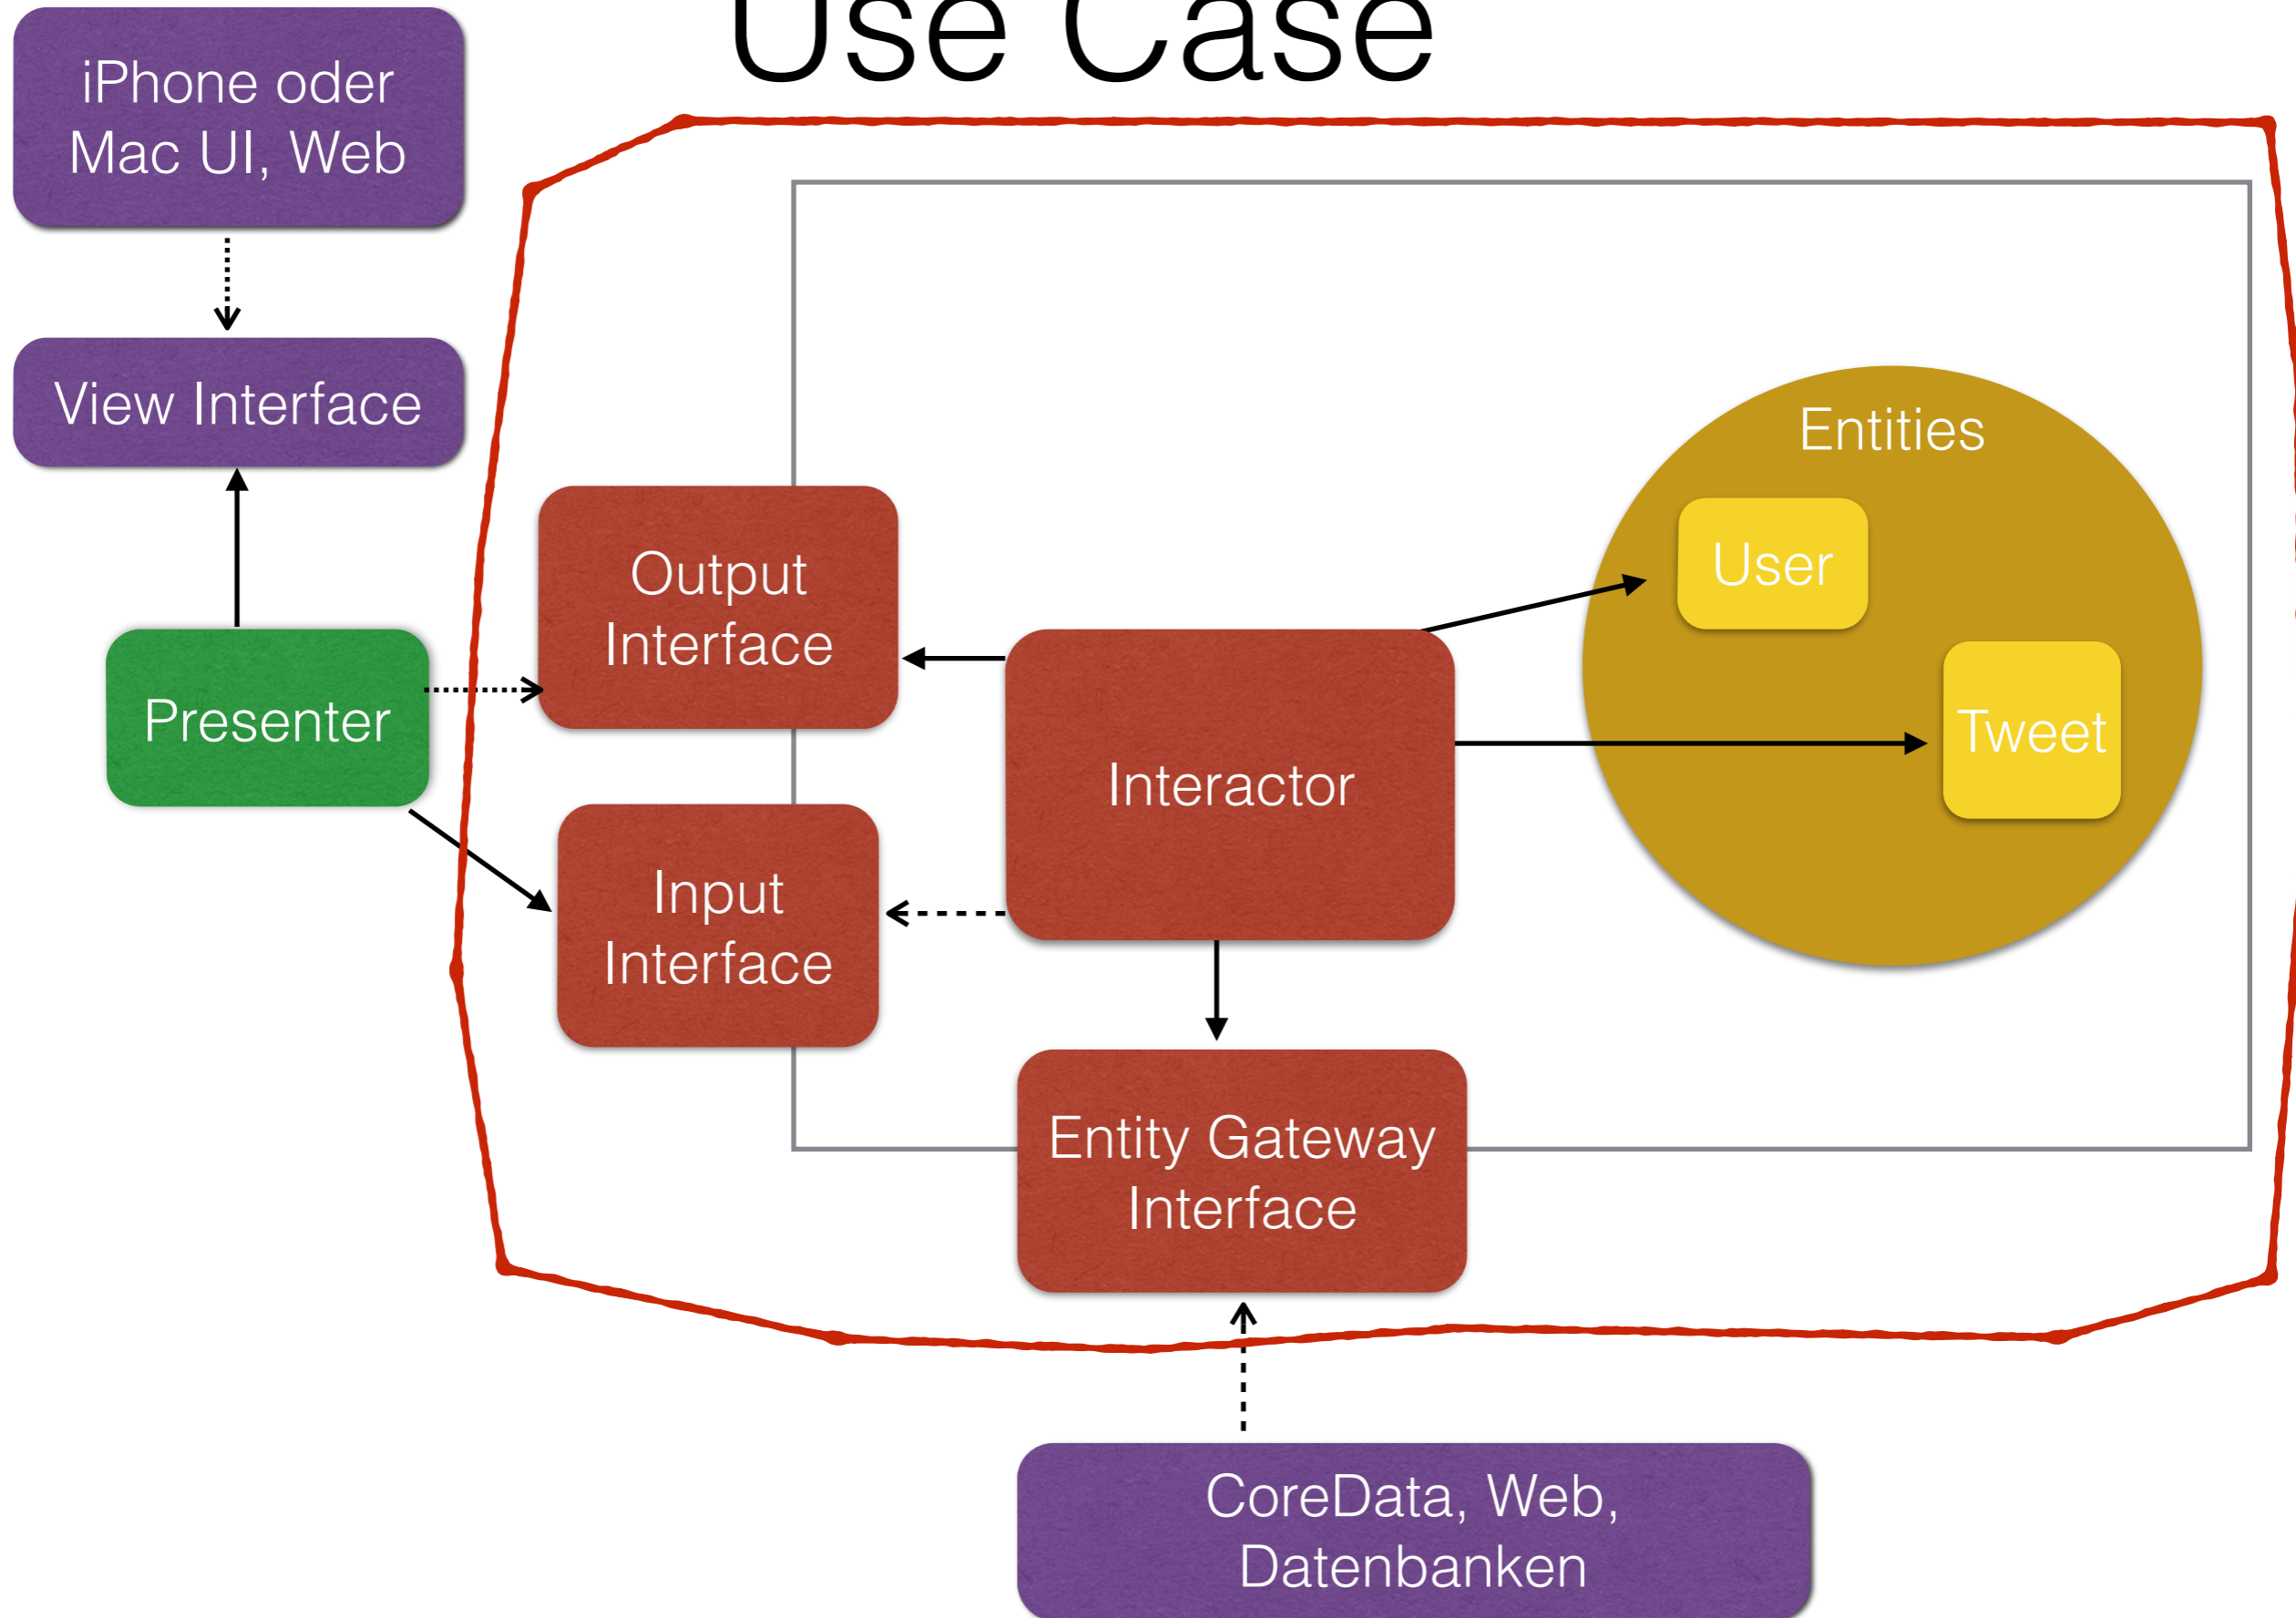 Use Case
iPhone oder
Mac UI, Web
View Interface
Entities
Output
Interface
User
Presenter
Interactor
Tweet
Input
Interface
Entity Gateway
Interface
CoreData, Web,
Datenbanken